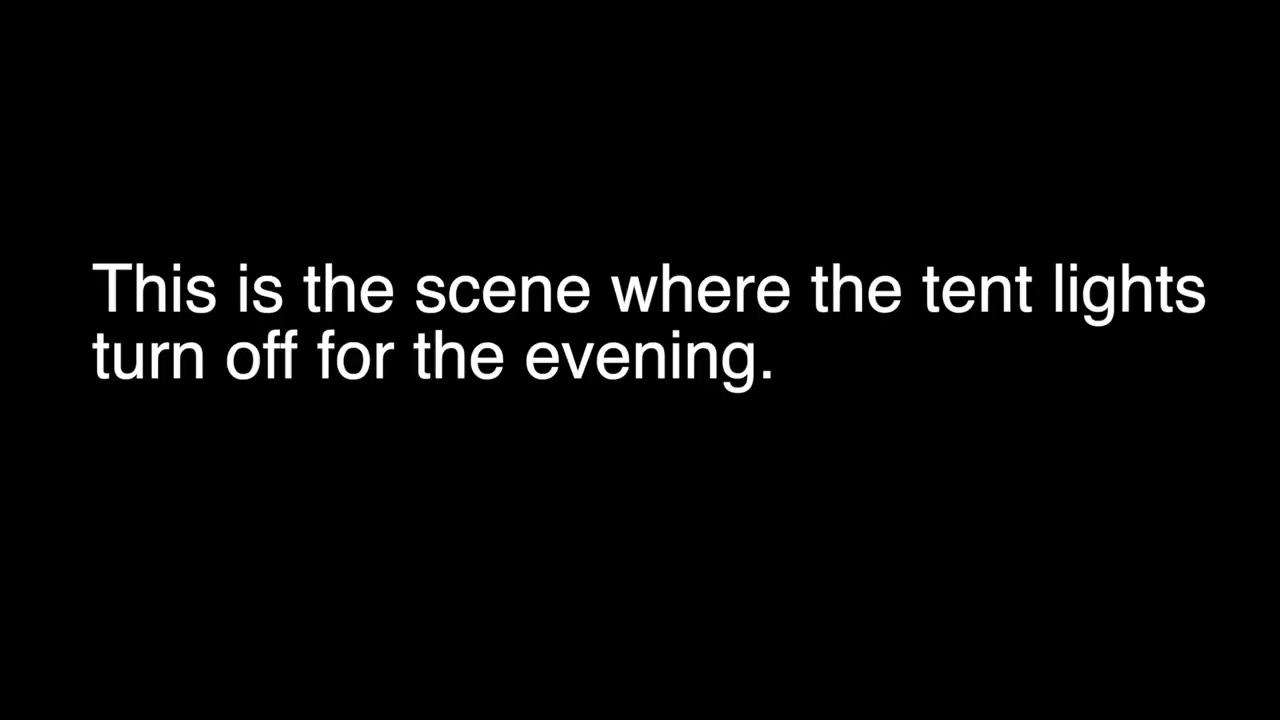 This is the scene where the tent lights
turn off for the evening.